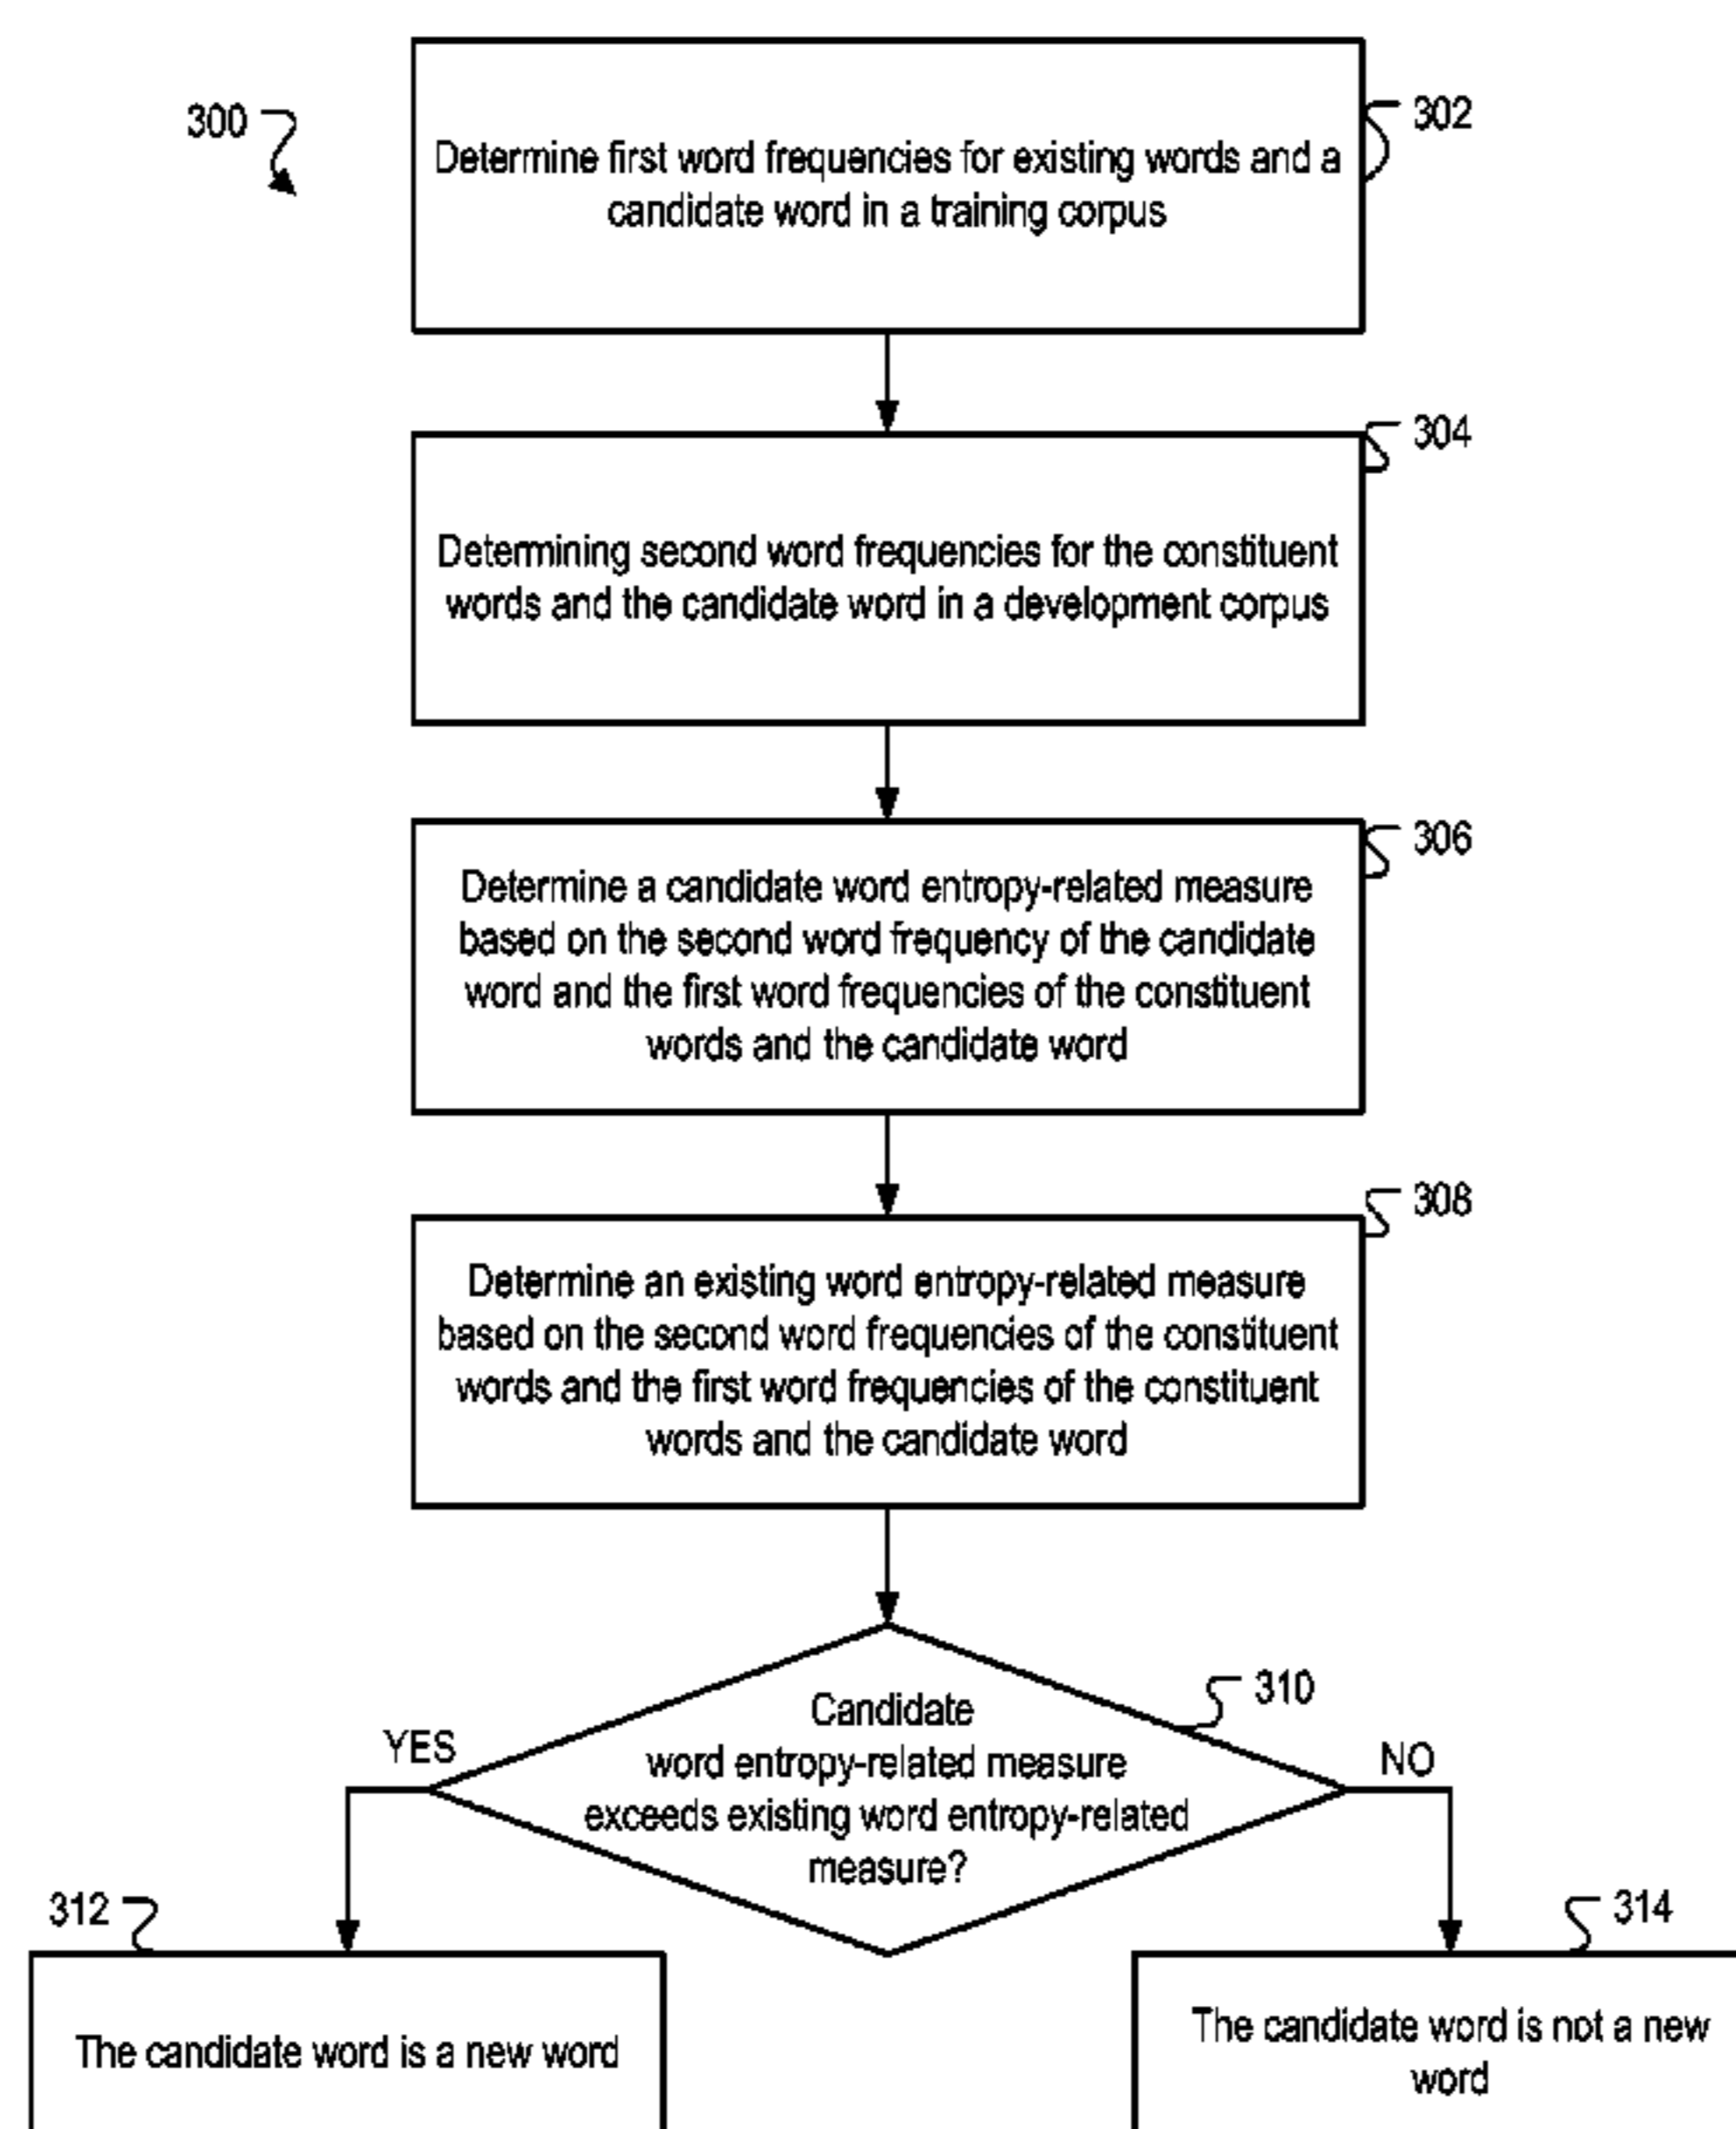 300
302
Determine first word frequencies for existing words and a
candidate word in a training corpus
304
Determining second word frequencies for the constituent
words and the candidate word in a development corpus
306
Determine a candidate word entropy-related measure
based on the second word frequency of the candidate
word and the first word frequencies of the constituent
words and the candidate word
308
Determine an existing word entropy-related measure
based on the second word frequencies of the constituent
words and the first word frequencies of the constituent
words and the candidate word
310
Candidate
word entropy-related measure
exceeds existing word entropy-related
measure?
YES
NO
312
The candidate word is a new word
314
The candidate word is not a new
word